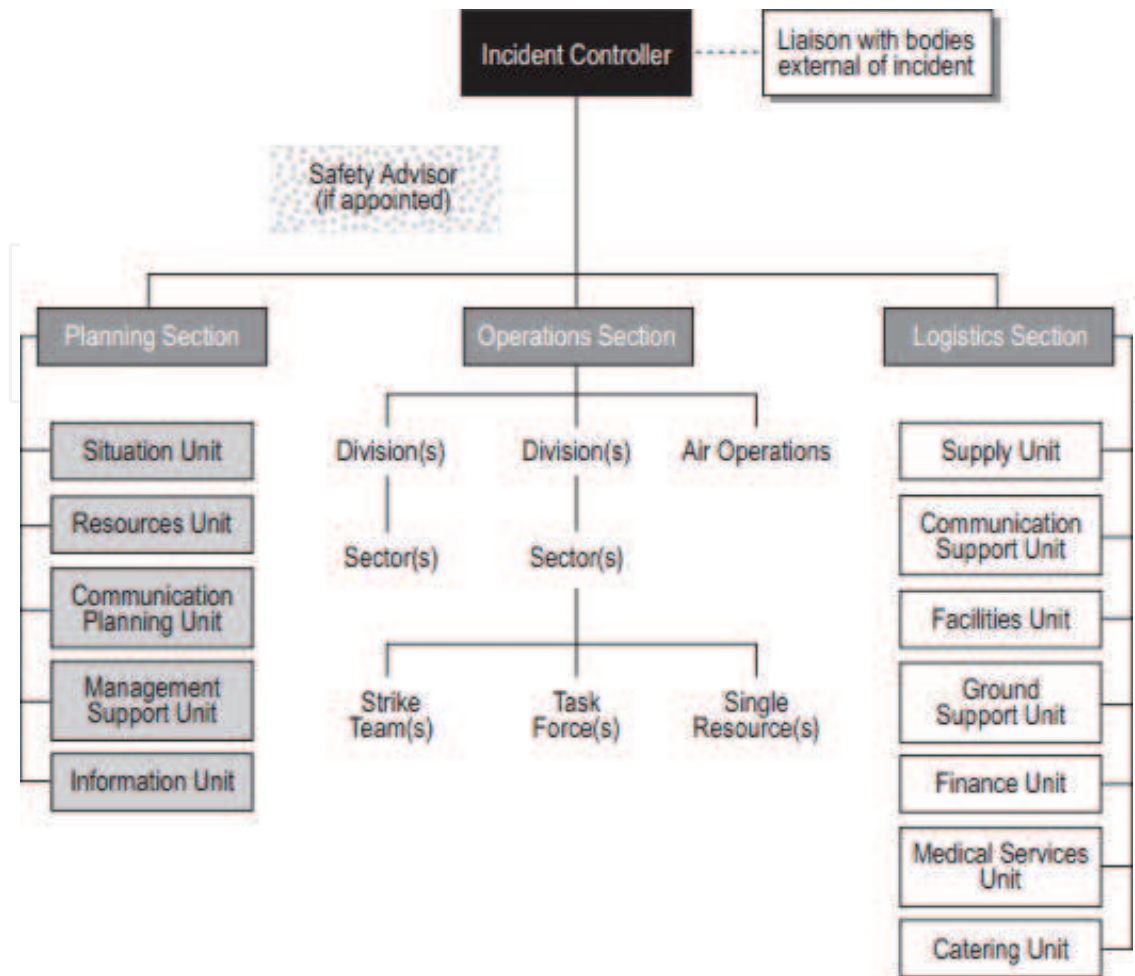 Incident Controller
Liaison with bodies
external of incident
Safety Advisor
(if appointed)
Planning Section
Operations Section
Logistics Section
Situation Unit
Resources Unit
Communication
Planning Unit
Management
Support Unit
Information Unit
Division(s)
Division(s)
Air Operations
Sector(s)
Sector(s)
Strike
Team(s)
Task
Force(s)
Single
Resource(s)
Supply Unit
Communication
Support Unit
Facilities Unit
Ground
Support Unit
Finance Unit
Medical Services
Unit
Catering Unit